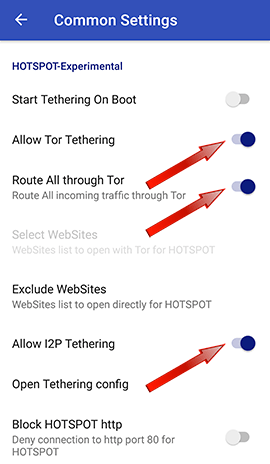 Common Settings
HOTSPOT-Experimental
Start Tethering On Boot
Allow Tor Tethering
Route All through Tor
Route All incoming traffic through Tor
Select WebSites
WebSites list to open with Tor for HOTSPOT
Exclude WebSites
WebSites list to open directly for HOTSPOT
Allow I2P Tethering
Open Tethering config
Block HOTSPOT http
Deny connection to http port 80 for
HOTSPOT